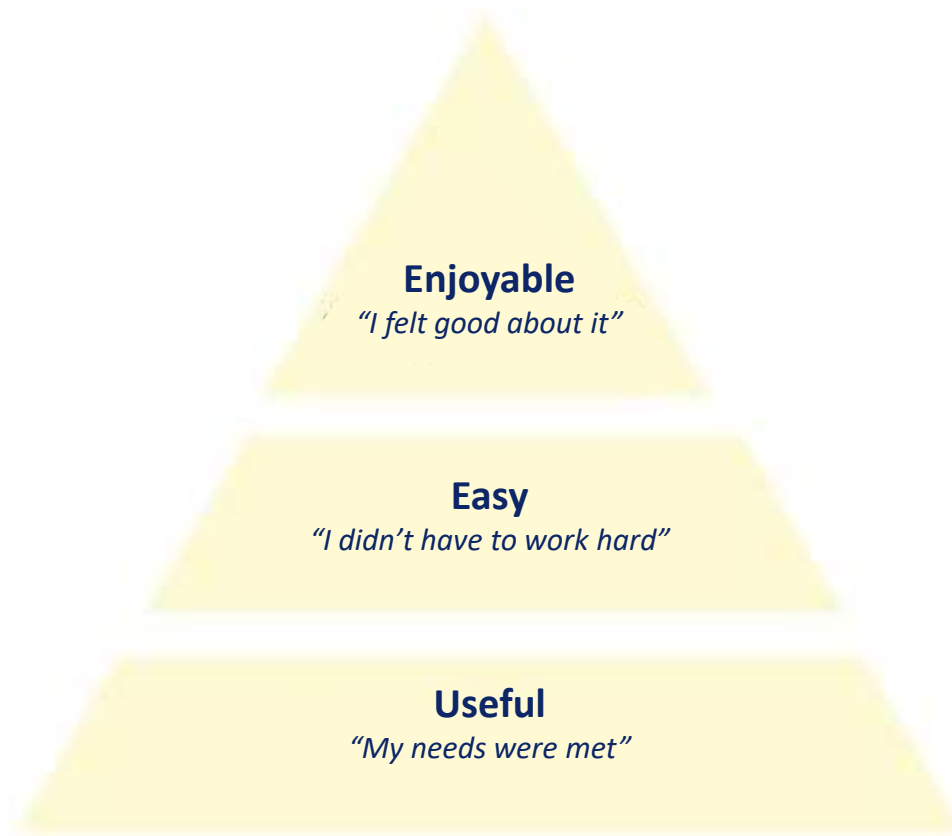 Enjoyable
“I felt good about it”
Easy
“I didn’t have to work hard”
Useful
“My needs were met”